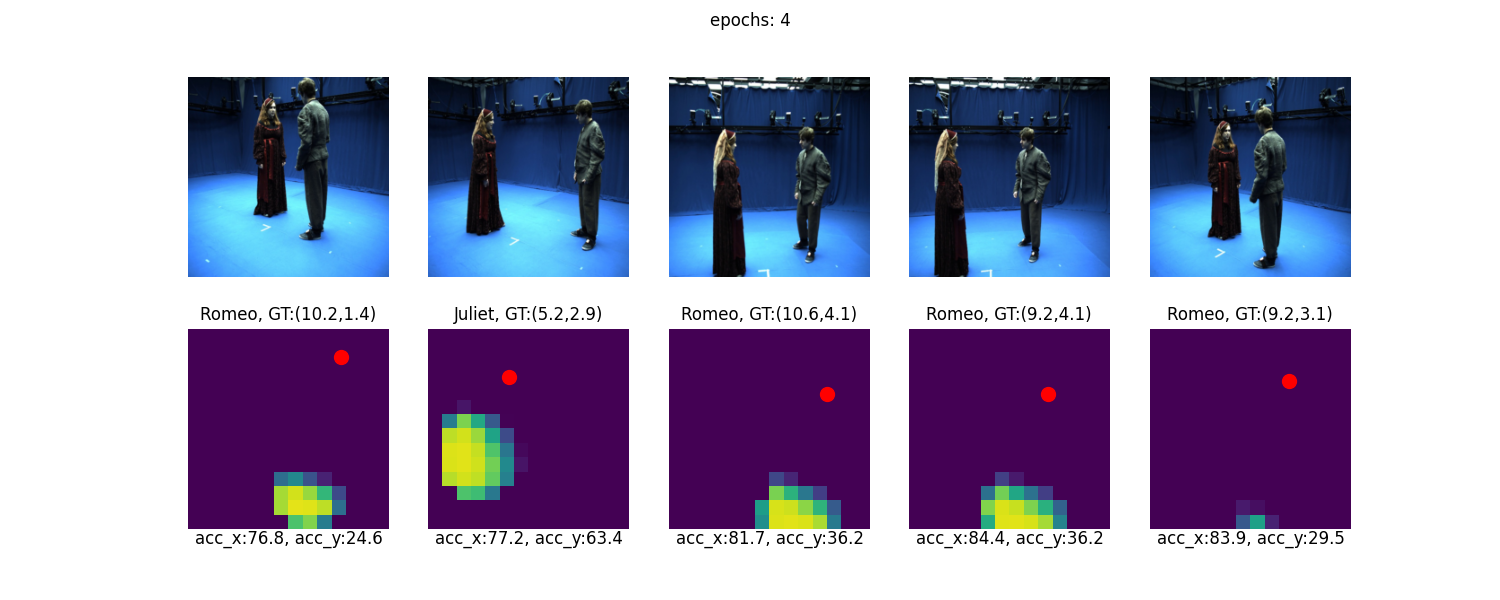 epochs: 4
Romeo, GT:(10.2,1.4)
Juliet, GT:(5.2,2.9)
Romeo, GT:(10.6,4.1)
Romeo, GT:(9.2,4.1)
Romeo, GT:(9.2,3.1)
acc_x:76.8, acc_y:24.6
acc_x:77.2, acc_y:63.4
acc_x:81.7, acc_y:36.2
acc_x:84.4, acc_y:36.2
acc_x:83.9, acc_y:29.5